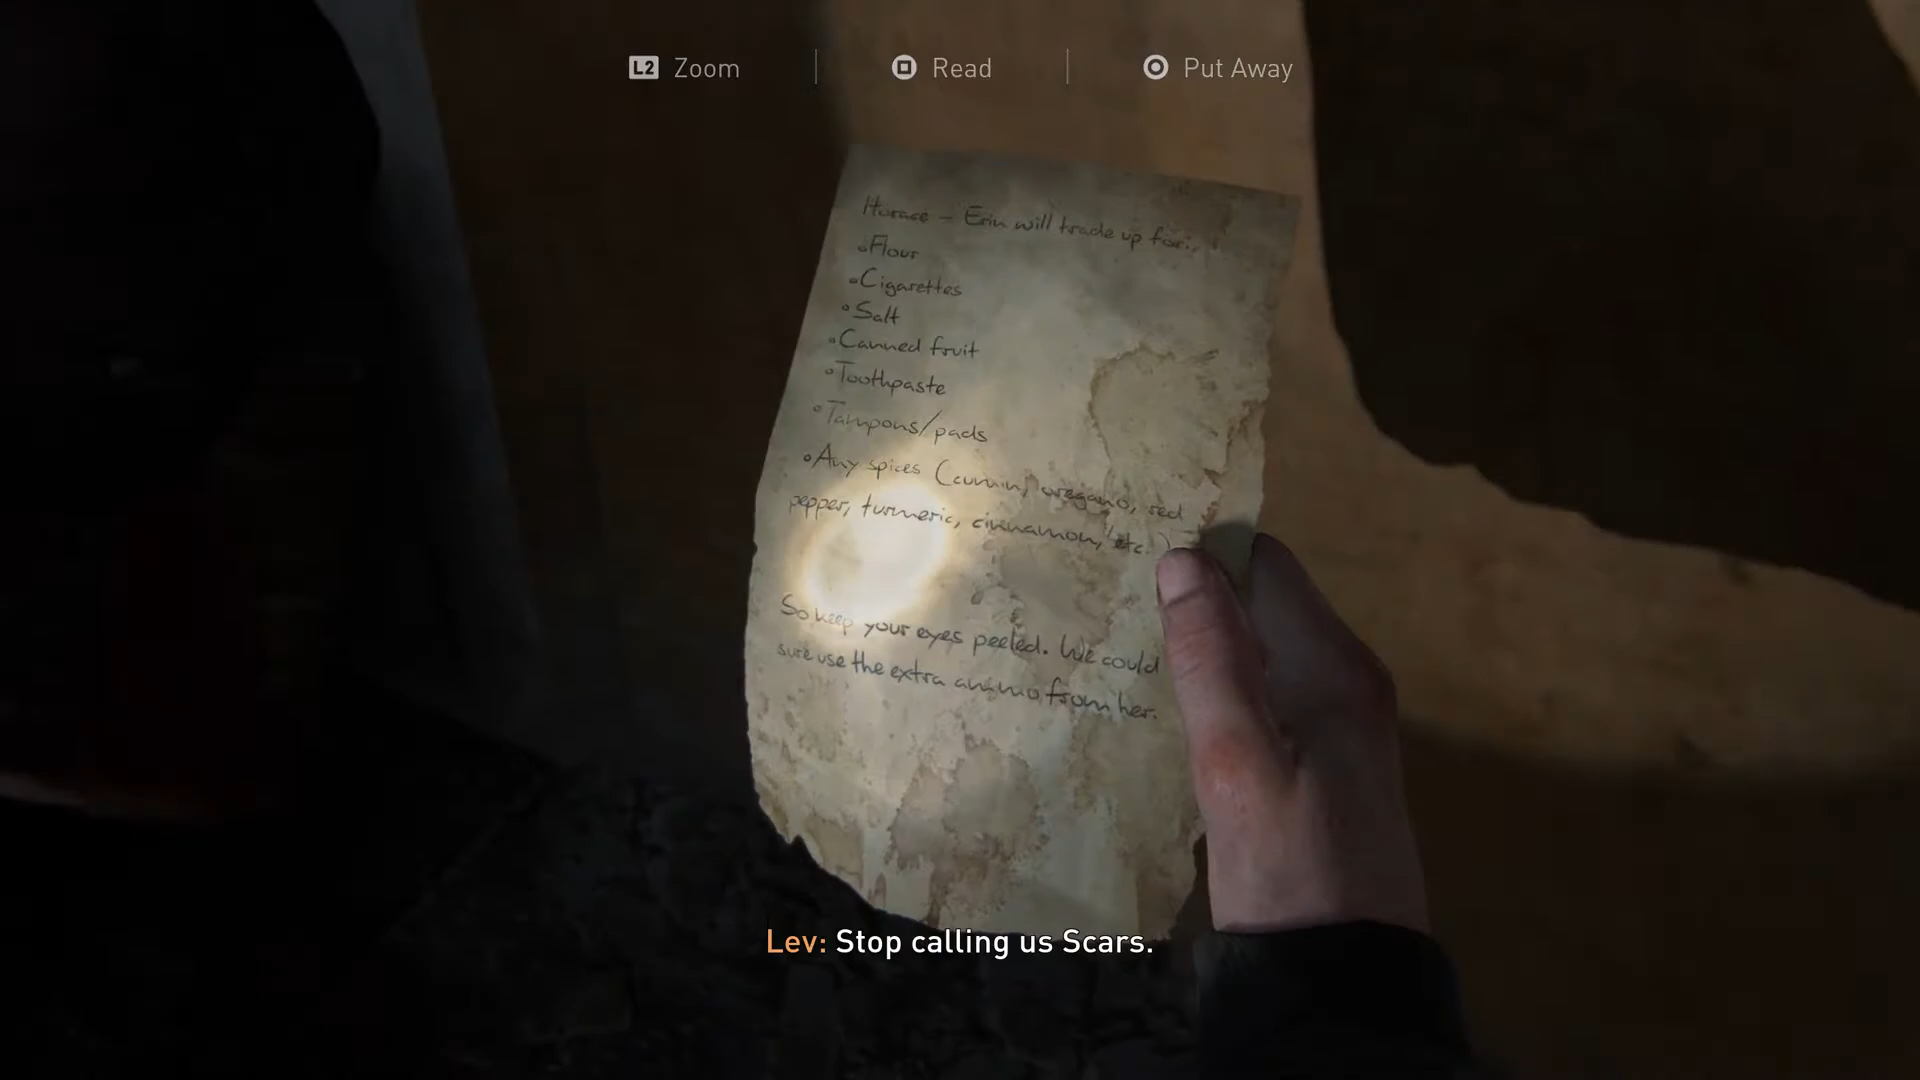 L2 Zoom
Read
Put Away
Horace - Erin will trade up for:
• Flour
• Cigarettes
• Salt
• Canned fruit
• Toothpaste
• Tampons/pads
• Any spices (cumin, oregano, red
pepper, turmeric, cinnamon, etc.)
So keep your eyes peeled. We could
sure use the extra ammo from her.
Lev: Stop calling us Scars.